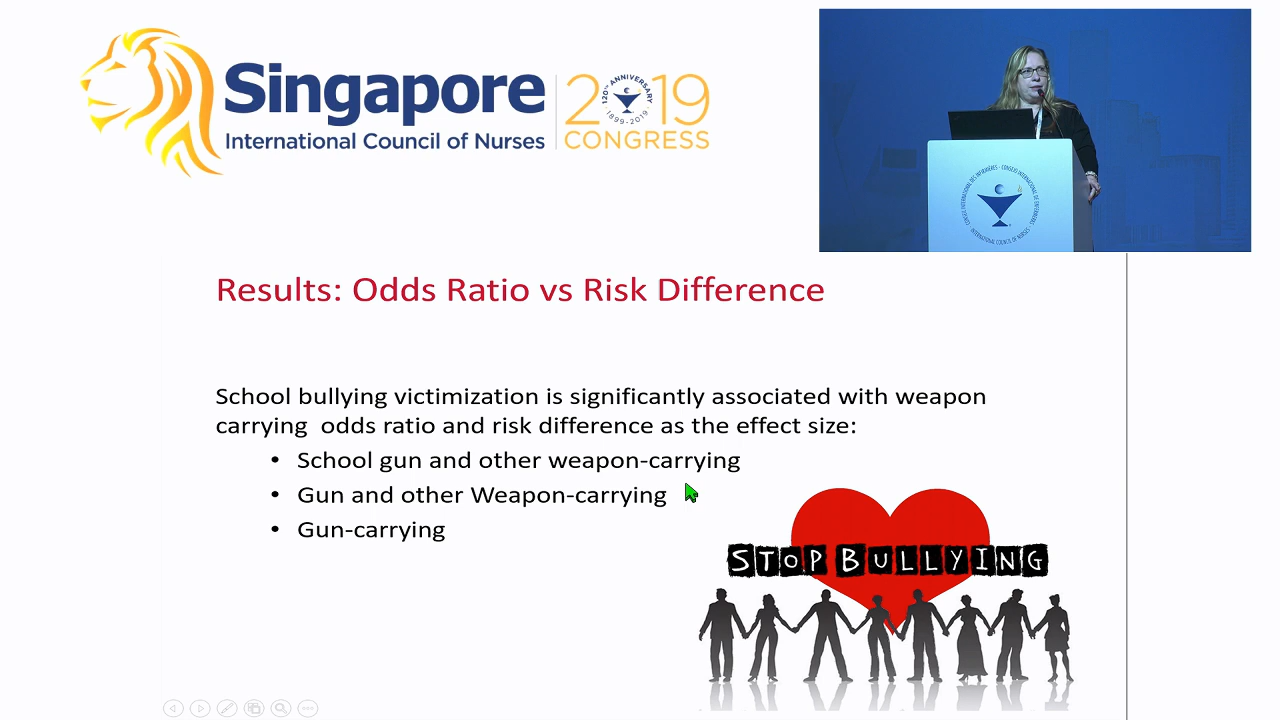 Singapore
International Council of Nurses
2019
CONGRESS
120TH ANNIVERSARY
1899-2019
Results: Odds Ratio vs Risk Difference
School bullying victimization is significantly associated with weapon
carrying  odds ratio and risk difference as the effect size:
• School gun and other weapon-carrying
• Gun and other Weapon-carrying
• Gun-carrying
STOP BULLYING